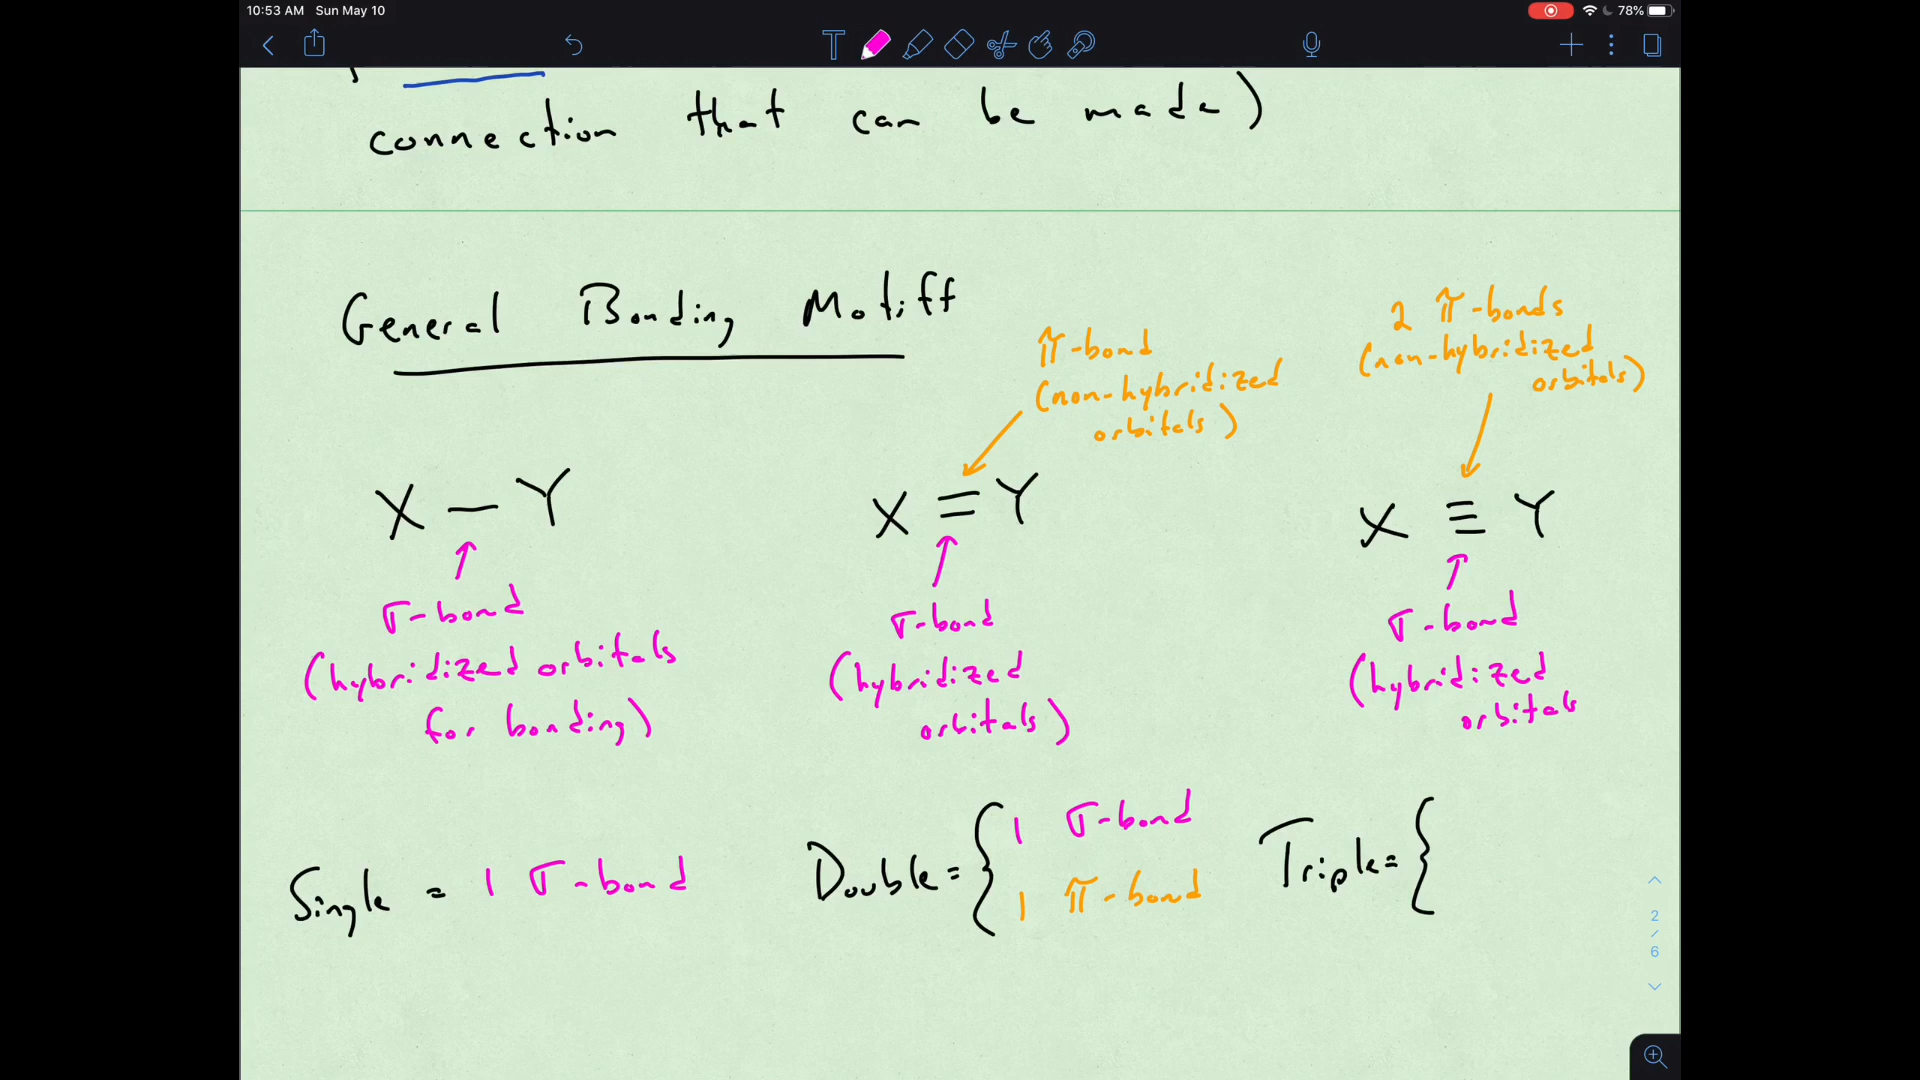 10:53 AM Sun May 10
78%
connection that can be made)
General Bonding Motiff
π-bond
(non-hybridized
orbitals)
2 π-bonds
(non-hybridized
orbitals)
X — Y
X = Y
X ≡ Y
σ-bond
(hybridized orbitals
for bonding)
σ-bond
(hybridized
orbitals)
σ-bond
(hybridized
orbitals
Single = 1 σ-bond
Double = {
1 σ-bond
1 π-bond
Triple = {
2
/
6